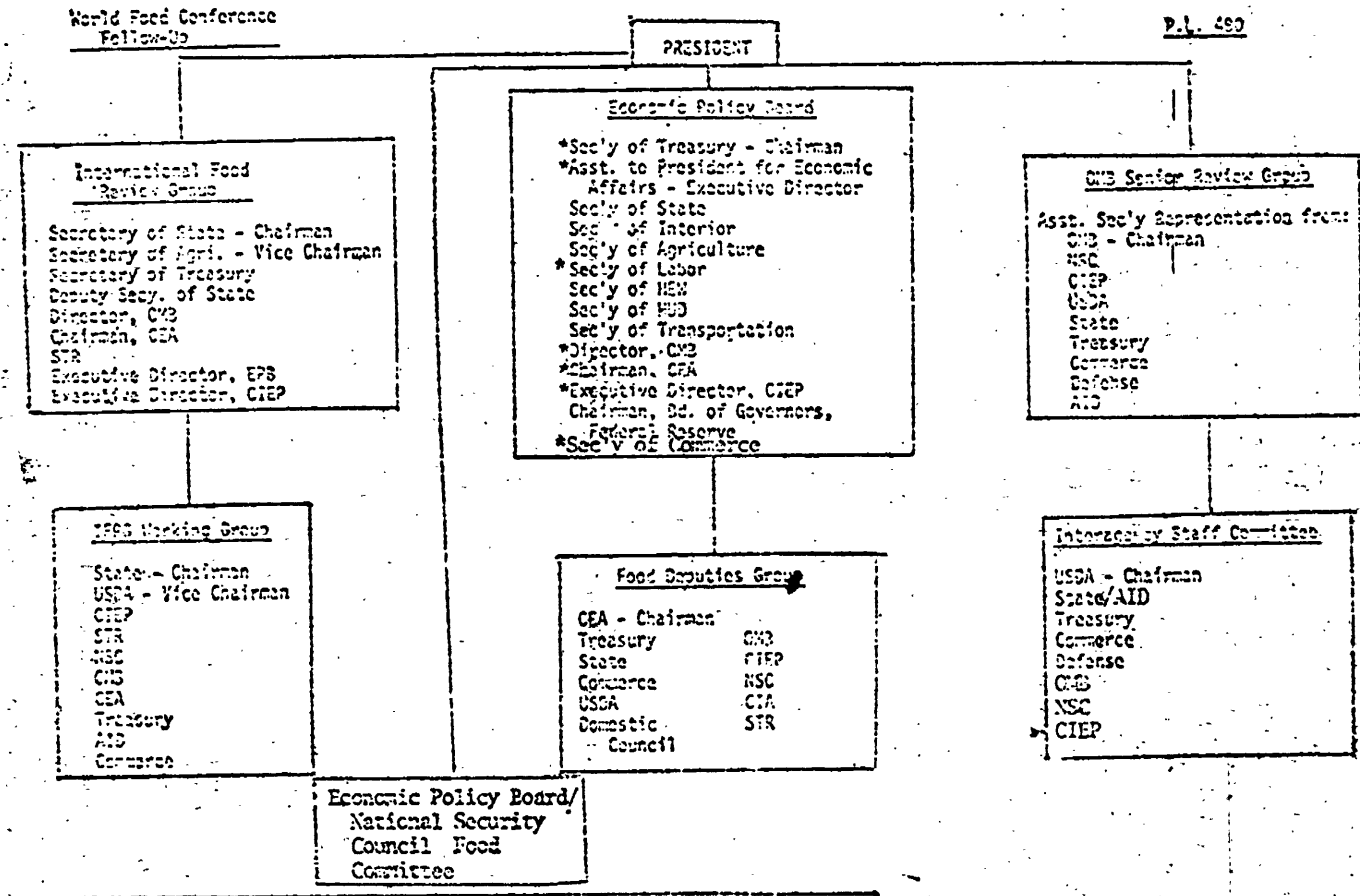 World Food Conference
Follow-Up
PRESIDENT
P.L. 480
International Food
Review Group
Secretary of State - Chairman
Secretary of Agri. - Vice Chairman
Secretary of Treasury
Deputy Secy. of State
Director, OMB
Chairman, CEA
STR
Executive Director, EPB
Executive Director, CIEP
Economic Policy Board
*Sec'y of Treasury - Chairman
*Asst. to President for Economic
Affairs - Executive Director
Sec'y of State
Sec'y of Interior
Sec'y of Agriculture
*Sec'y of Labor
Sec'y of HEW
Sec'y of HUD
Sec'y of Transportation
*Director, OMB
*Chairman, CEA
*Executive Director, CIEP
Chairman, Bd. of Governors,
Federal Reserve
*Sec'y of Commerce
OMB Senior Review Group
Asst. Sec'y Representation from:
OMB - Chairman
NSC
CIEP
USDA
State
Treasury
Commerce
Defense
AID
IFRG Working Group
State - Chairman
USDA - Vice Chairman
CIEP
STR
NSC
OMB
CEA
Treasury
AID
Commerce
Food Deputies Group
CEA - Chairman
Treasury OMB
State CIEP
Commerce NSC
USDA CIA
Domestic STR
Council
Interagency Staff Committee
USDA - Chairman
State/AID
Treasury
Commerce
Defense
OMB
NSC
CIEP
Economic Policy Board/
National Security
Council Food
Committee